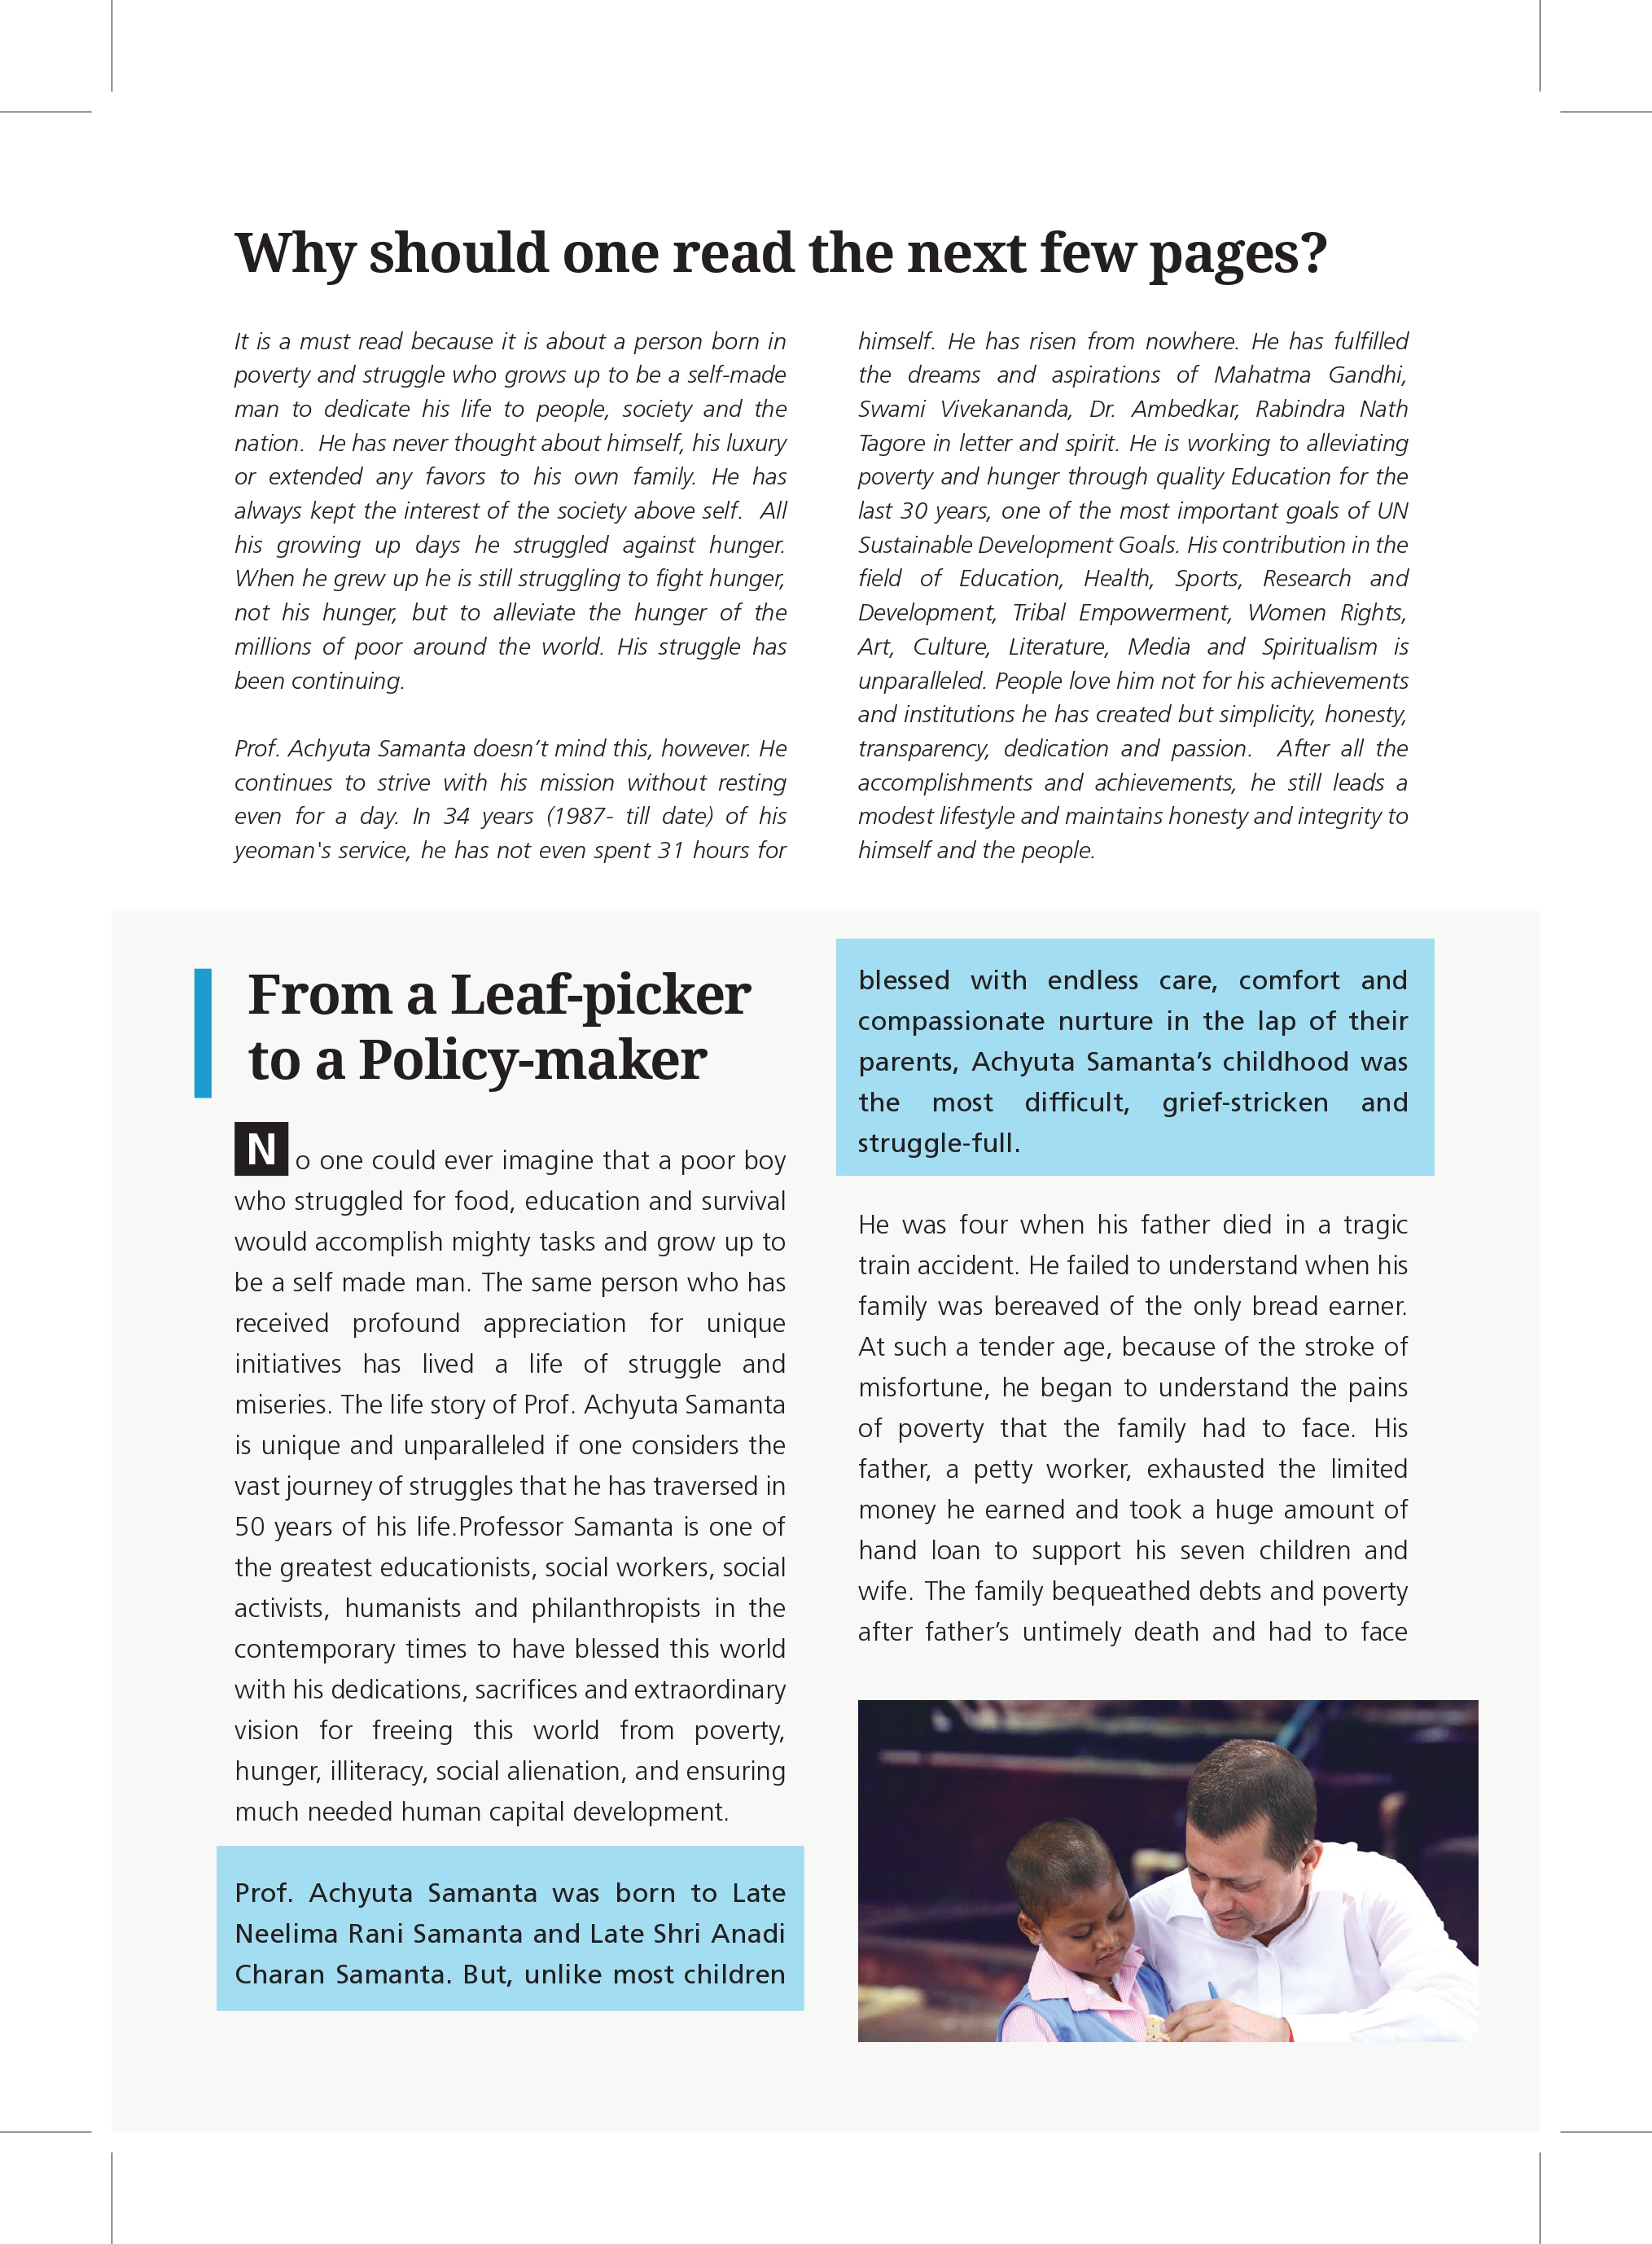 Why should one read the next few pages?
It is a must read because it is about a person born in
poverty and struggle who grows up to be a self-made
man to dedicate his life to people, society and the
nation.  He has never thought about himself, his luxury
or extended any favors to his own family. He has
always kept the interest of the society above self.  All
his growing up days he struggled against hunger.
When he grew up he is still struggling to fight hunger,
not his hunger, but to alleviate the hunger of the
millions of poor around the world. His struggle has
been continuing.
Prof. Achyuta Samanta doesn’t mind this, however. He
continues to strive with his mission without resting
even for a day. In 34 years (1987- till date) of his
yeoman's service, he has not even spent 31 hours for
himself. He has risen from nowhere. He has fulfilled
the dreams and aspirations of Mahatma Gandhi,
Swami Vivekananda, Dr. Ambedkar, Rabindra Nath
Tagore in letter and spirit. He is working to alleviating
poverty and hunger through quality Education for the
last 30 years, one of the most important goals of UN
Sustainable Development Goals. His contribution in the
field of Education, Health, Sports, Research and
Development, Tribal Empowerment, Women Rights,
Art, Culture, Literature, Media and Spiritualism is
unparalleled. People love him not for his achievements
and institutions he has created but simplicity, honesty,
transparency, dedication and passion.  After all the
accomplishments and achievements, he still leads a
modest lifestyle and maintains honesty and integrity to
himself and the people.
From a Leaf-picker
to a Policy-maker
No one could ever imagine that a poor boy
who struggled for food, education and survival
would accomplish mighty tasks and grow up to
be a self made man. The same person who has
received profound appreciation for unique
initiatives has lived a life of struggle and
miseries. The life story of Prof. Achyuta Samanta
is unique and unparalleled if one considers the
vast journey of struggles that he has traversed in
50 years of his life.Professor Samanta is one of
the greatest educationists, social workers, social
activists, humanists and philanthropists in the
contemporary times to have blessed this world
with his dedications, sacrifices and extraordinary
vision for freeing this world from poverty,
hunger, illiteracy, social alienation, and ensuring
much needed human capital development.
Prof. Achyuta Samanta was born to Late
Neelima Rani Samanta and Late Shri Anadi
Charan Samanta. But, unlike most children
blessed with endless care, comfort and
compassionate nurture in the lap of their
parents, Achyuta Samanta’s childhood was
the most difficult, grief-stricken and
struggle-full.
He was four when his father died in a tragic
train accident. He failed to understand when his
family was bereaved of the only bread earner.
At such a tender age, because of the stroke of
misfortune, he began to understand the pains
of poverty that the family had to face. His
father, a petty worker, exhausted the limited
money he earned and took a huge amount of
hand loan to support his seven children and
wife. The family bequeathed debts and poverty
after father’s untimely death and had to face